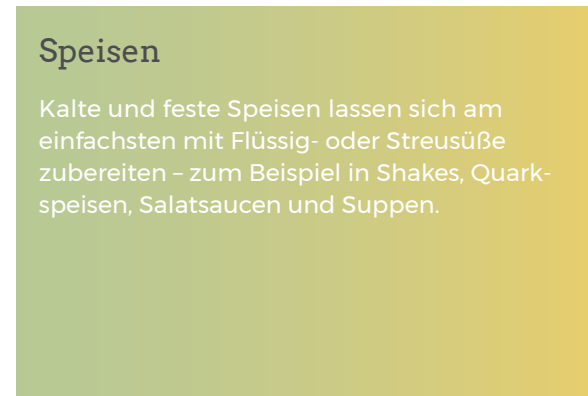 Speisen
Kalte und feste Speisen lassen sich am
einfachsten mit Flüssig- oder Streusüße
zubereiten – zum Beispiel in Shakes, Quark-
speisen, Salatsaucen und Suppen.